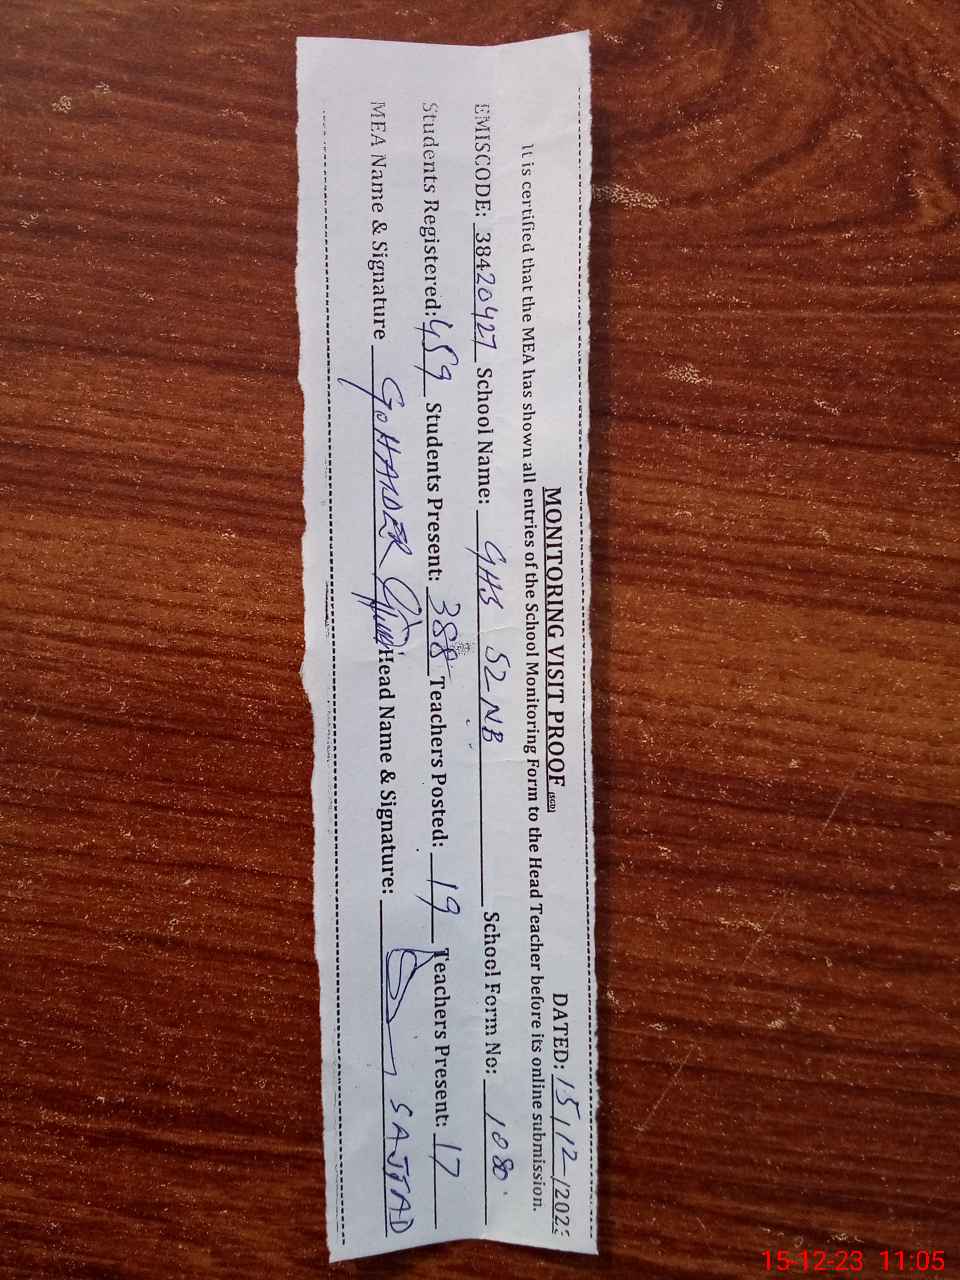 MONITORING VISIT PROOF (SGD) DATED: 15/12/202
It is certified that the MEA has shown all entries of the School Monitoring Form to the Head Teacher before its online submission.
EMISCODE: 38420427 School Name: GHS 52-NB School Form No: 1080
Students Registered: 459 Students Present: 388 Teachers Posted: 19 Teachers Present: 17
MEA Name & Signature Head Name & Signature: SAJJAD
15-12-23 11:05